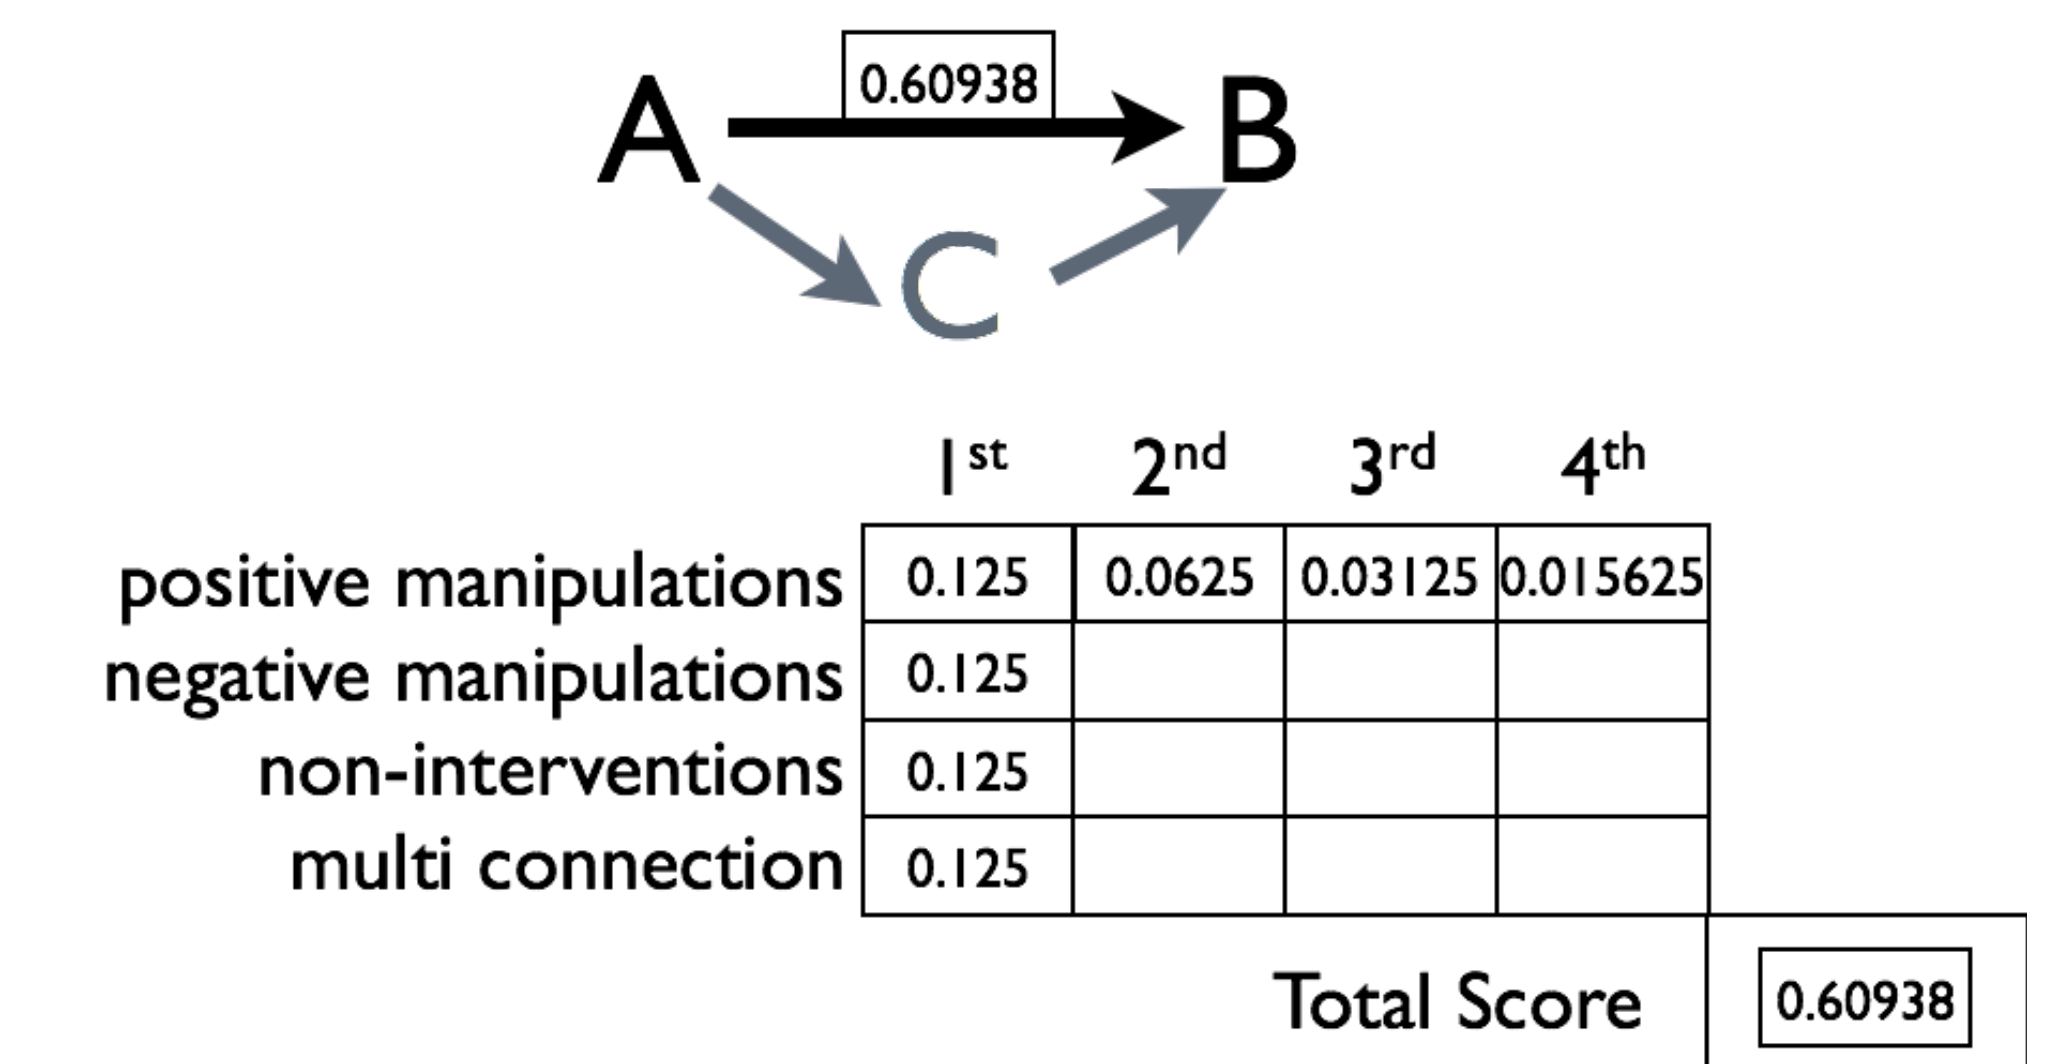 0.60938
A B
C
1st 2nd 3rd 4th
positive manipulations 0.125 0.0625 0.03125 0.015625
negative manipulations 0.125
non-interventions 0.125
multi connection 0.125
Total Score 0.60938